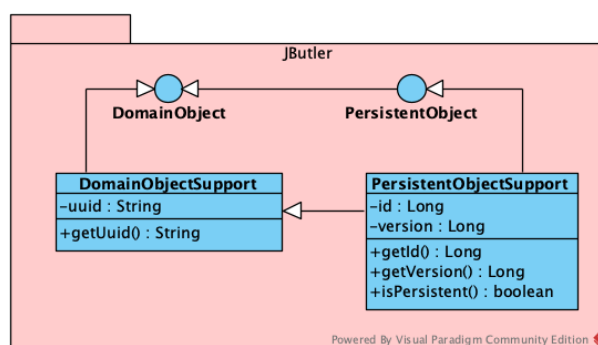 JButler
DomainObject
PersistentObject
DomainObjectSupport
-uuid : String
+getUuid() : String
PersistentObjectSupport
-id : Long
-version : Long
+getId() : Long
+getVersion() : Long
+isPersistent() : boolean
Powered By Visual Paradigm Community Edition